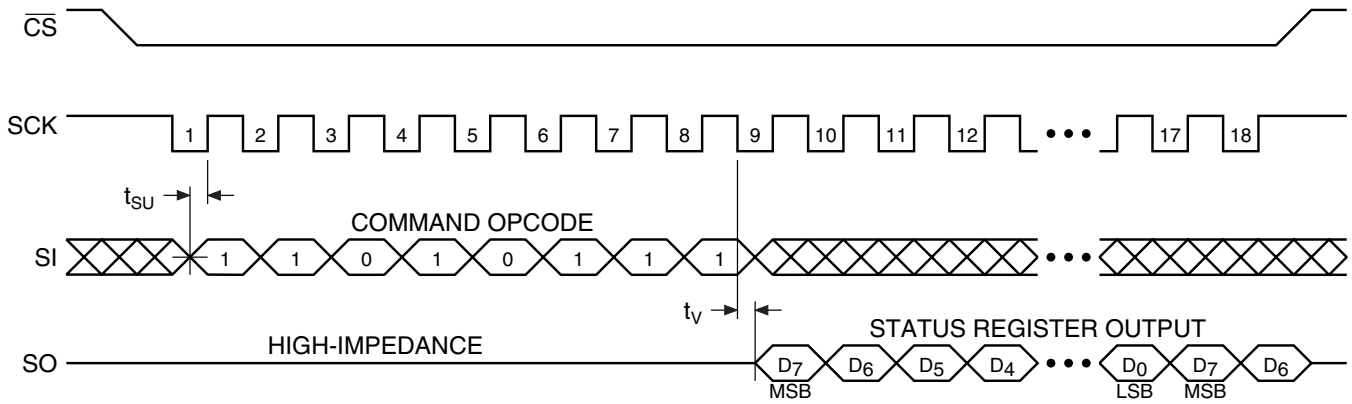 CS
SCK 1 2 3 4 5 6 7 8 9 10 11 12 17 18
tSU
COMMAND OPCODE
SI 1 1 0 1 0 1 1 1
tV
STATUS REGISTER OUTPUT
HIGH-IMPEDANCE
SO D7 D6 D5 D4 D0 D7 D6
MSB LSB MSB